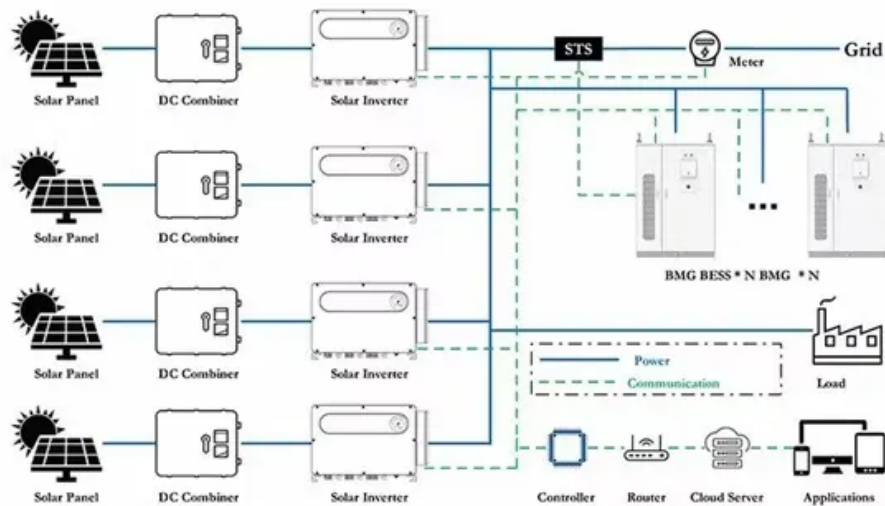 STS
Grid
Meter
Solar Panel DC Combiner Solar Inverter
Solar Panel DC Combiner Solar Inverter
BMG BESS * N BMG * N
Solar Panel DC Combiner Solar Inverter
Power
Communication
Load
Solar Panel DC Combiner Solar Inverter
Controller Router Cloud Server Applications